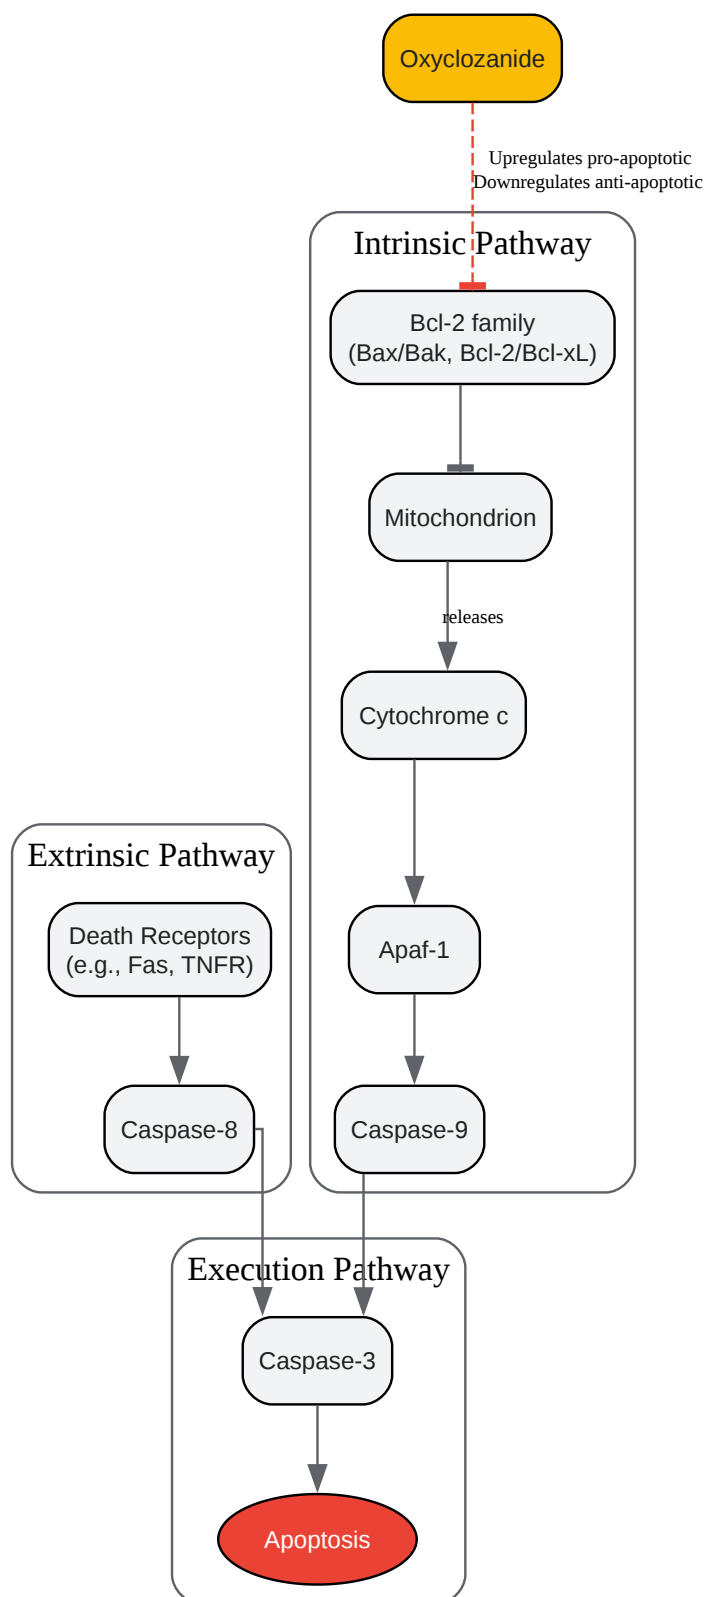 Oxyclozanide
Upregulates pro-apoptotic
Downregulates anti-apoptotic
Intrinsic Pathway
Bcl-2 family
(Bax/Bak, Bcl-2/Bcl-xL)
Mitochondrion
releases
Cytochrome c
Extrinsic Pathway
Death Receptors
(e.g., Fas, TNFR)
Apaf-1
Caspase-8
Caspase-9
Execution Pathway
Caspase-3
Apoptosis